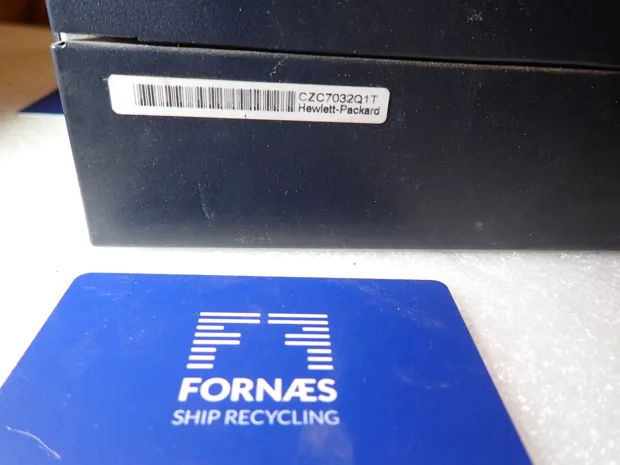 CZC7032Q1T
Hewlett-Packard
FORNÆS
SHIP RECYCLING